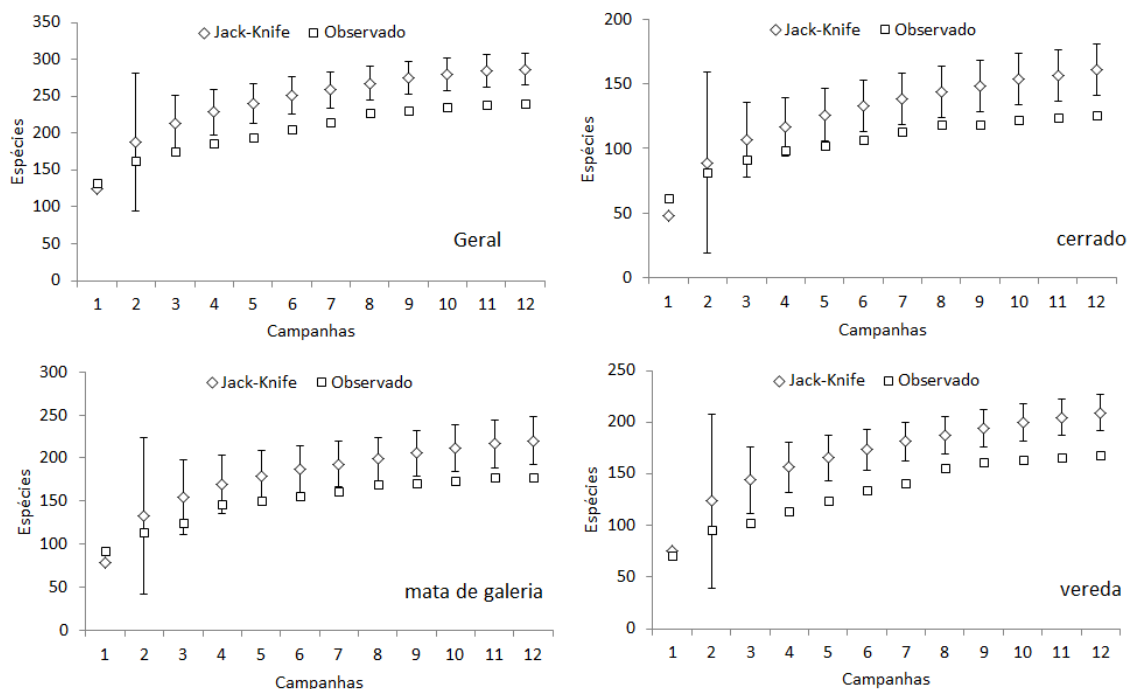 Jack-Knife Observado
Espécies
350
300
250
200
150
100
50
0
Geral
1 2 3 4 5 6 7 8 9 10 11 12
Campanhas
Jack-Knife Observado
Espécies
200
150
100
50
0
cerrado
1 2 3 4 5 6 7 8 9 10 11 12
Campanhas
Jack-Knife Observado
Espécies
300
250
200
150
100
50
0
mata de galeria
1 2 3 4 5 6 7 8 9 10 11 12
Campanhas
Jack-Knife Observado
Espécies
250
200
150
100
50
0
vereda
1 2 3 4 5 6 7 8 9 10 11 12
Campanhas